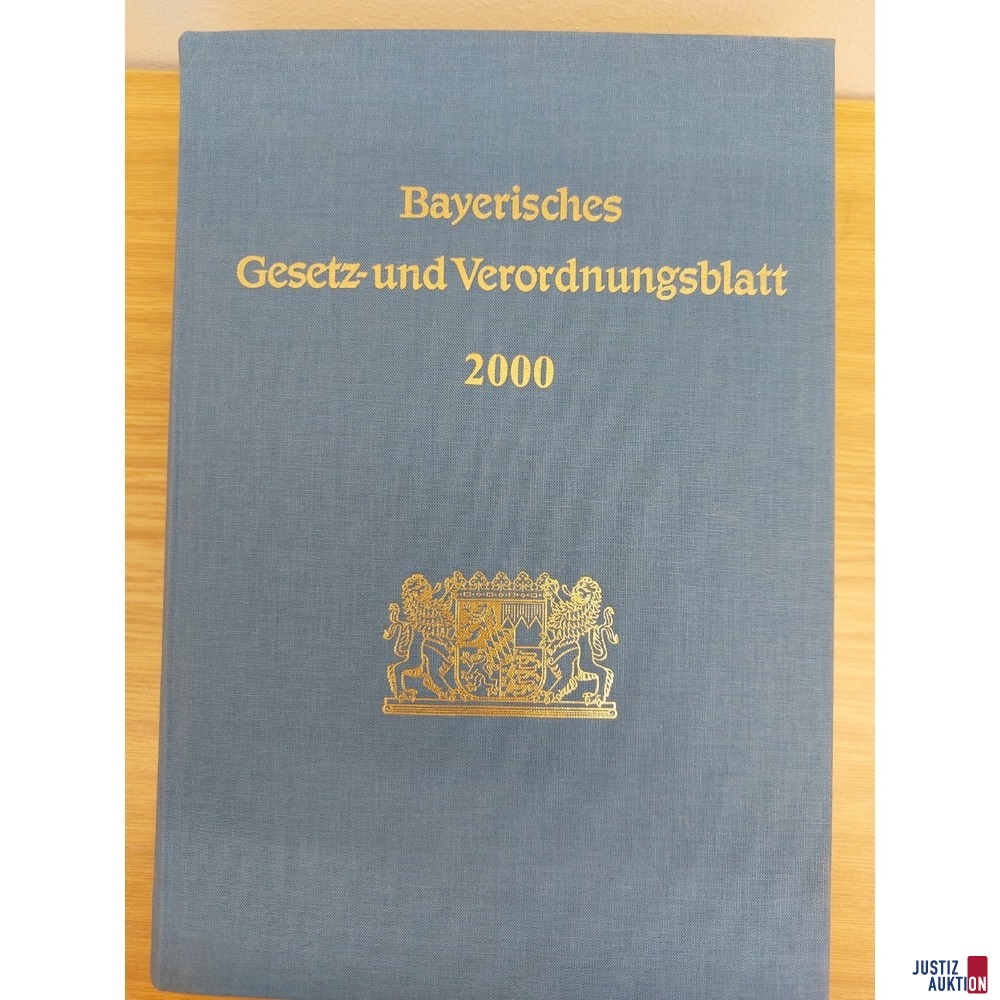 Bayerisches
Gesetz- und Verordnungsblatt
2000
JUSTIZ
AUKTION